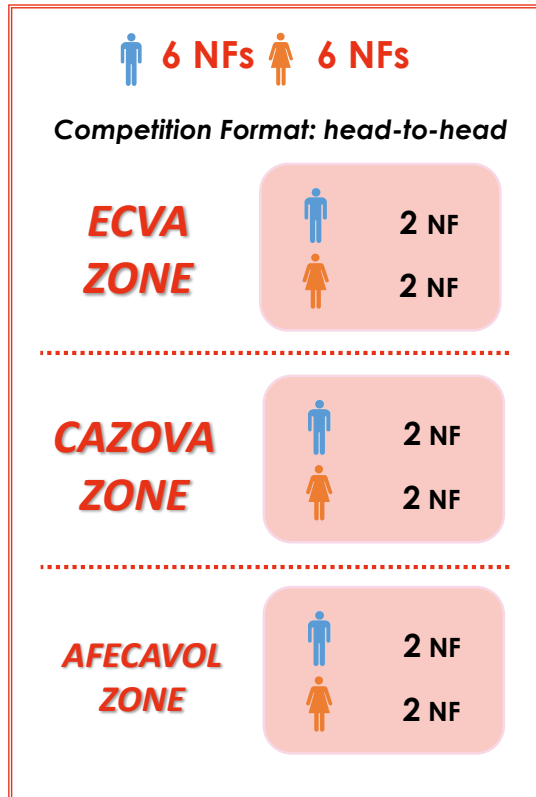 6 NFs 6 NFs
Competition Format: head-to-head
ECVA
ZONE
2 NF
2 NF
CAZOVA
ZONE
2 NF
2 NF
AFECAVOL
ZONE
2 NF
2 NF